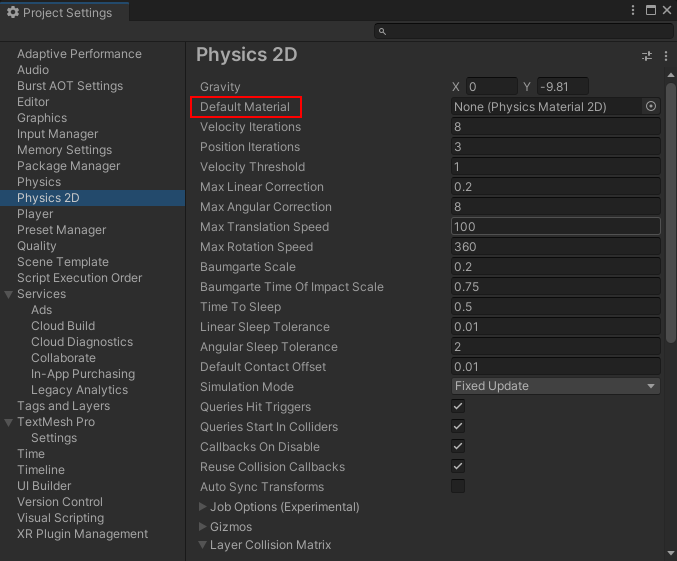 Project Settings
Adaptive Performance
Audio
Burst AOT Settings
Editor
Graphics
Input Manager
Memory Settings
Package Manager
Physics
Physics 2D
Player
Preset Manager
Quality
Scene Template
Script Execution Order
Services
Ads
Cloud Build
Cloud Diagnostics
Collaborate
In-App Purchasing
Legacy Analytics
Tags and Layers
TextMesh Pro
Settings
Time
Timeline
UI Builder
Version Control
Visual Scripting
XR Plugin Management
Physics 2D
Gravity X 0 Y -9.81
Default Material None (Physics Material 2D)
Velocity Iterations 8
Position Iterations 3
Velocity Threshold 1
Max Linear Correction 0.2
Max Angular Correction 8
Max Translation Speed 100
Max Rotation Speed 360
Baumgarte Scale 0.2
Baumgarte Time Of Impact Scale 0.75
Time To Sleep 0.5
Linear Sleep Tolerance 0.01
Angular Sleep Tolerance 2
Default Contact Offset 0.01
Simulation Mode Fixed Update
Queries Hit Triggers
Queries Start In Colliders
Callbacks On Disable
Reuse Collision Callbacks
Auto Sync Transforms
Job Options (Experimental)
Gizmos
Layer Collision Matrix